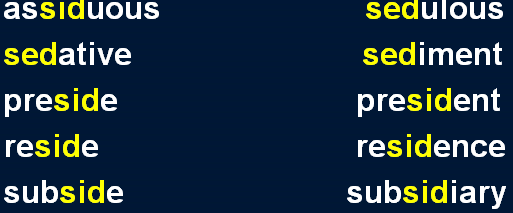 assiduous sedulous
sedative sediment
preside president
reside residence
subside subsidiary